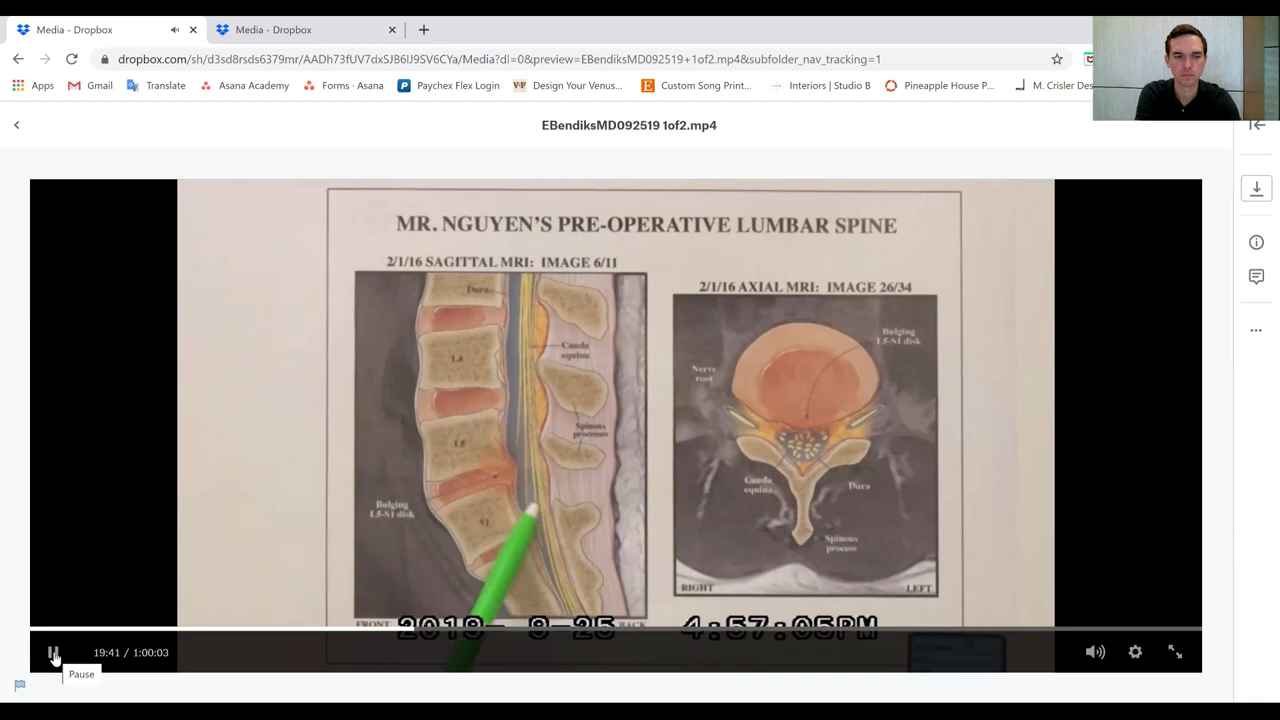 Media - Dropbox
Media - Dropbox
dropbox.com/sh/d3sd8rsds6379mr/AADh73fUV7dxSJB6IJ9SV6CYa/Media?dl=0&preview=EBendiksMD092519+1of2.mp4&subfolder_nav_tracking=1
Apps Gmail Translate Asana Academy Forms · Asana Paychex Flex Login Design Your Venus... Custom Song Print... Interiors | Studio B Pineapple House P... M. Crisler Des
EBendiksMD092519 1of2.mp4
MR. NGUYEN'S PRE-OPERATIVE LUMBAR SPINE
2/1/16 SAGITTAL MRI: IMAGE 6/11
2/1/16 AXIAL MRI: IMAGE 26/34
Dura
L4
Cauda
equina
Spinous
processes
L5
Bulging
L5-S1 disk
S1
FRONT
BACK
Bulging
L5-S1 disk
Nerve
root
Cauda
equina
Dura
Spinous
process
RIGHT
LEFT
2019- 9-25 4:57:05PM
19:41 / 1:00:03
Pause